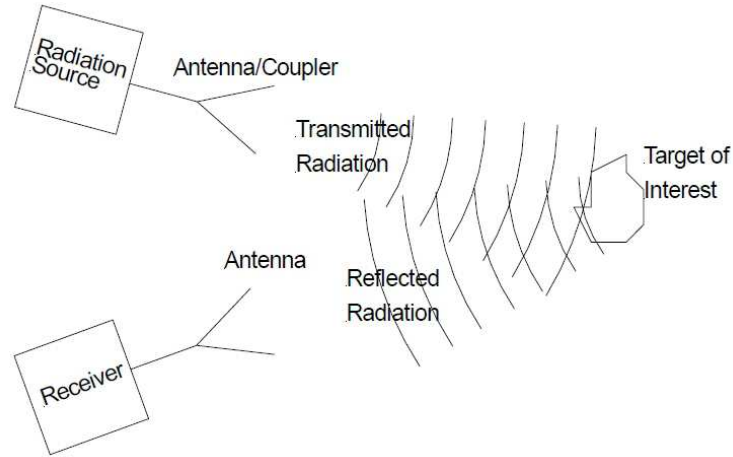 Radiation
Source
Antenna/Coupler
Transmitted
Radiation
Target of
Interest
Antenna
Reflected
Radiation
Receiver